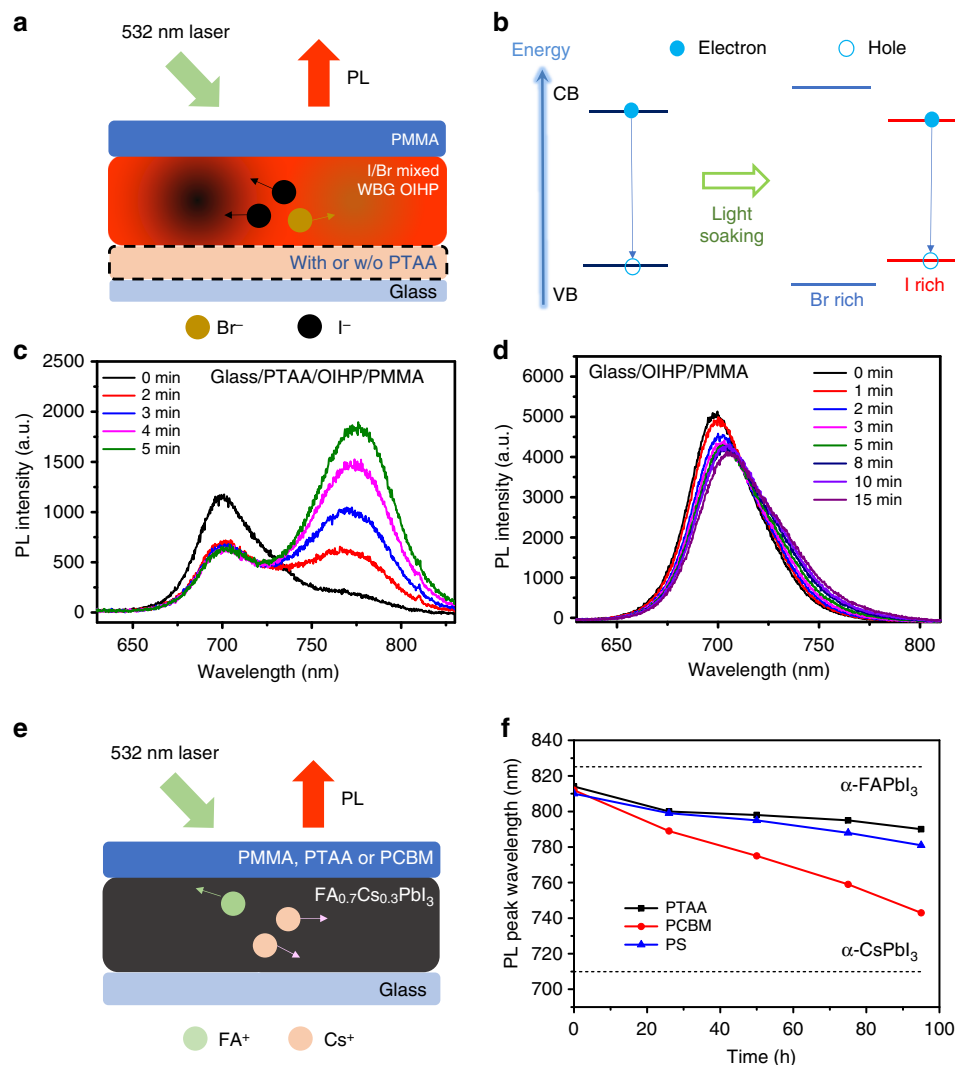 a
532 nm laser
PL
PMMA
I/Br mixed
WBG OIHP
With or w/o PTAA
Glass
Br⁻
I⁻
b
Energy
Electron
Hole
CB
VB
Light
soaking
Br rich
I rich
c
Glass/PTAA/OIHP/PMMA
0 min
2 min
3 min
4 min
5 min
PL intensity (a.u.)
2500
2000
1500
1000
500
0
650 700 750 800
Wavelength (nm)
d
Glass/OIHP/PMMA
0 min
1 min
2 min
3 min
5 min
8 min
10 min
15 min
PL intensity (a.u.)
6000
5000
4000
3000
2000
1000
0
650 700 750 800
Wavelength (nm)
e
532 nm laser
PL
PMMA, PTAA or PCBM
FA₀.₇Cs₀.₃PbI₃
Glass
FA⁺
Cs⁺
f
PL peak wavelength (nm)
840
820
800
780
760
740
720
700
α-FAPbI₃
PTAA
PCBM
PS
α-CsPbI₃
0 20 40 60 80 100
Time (h)